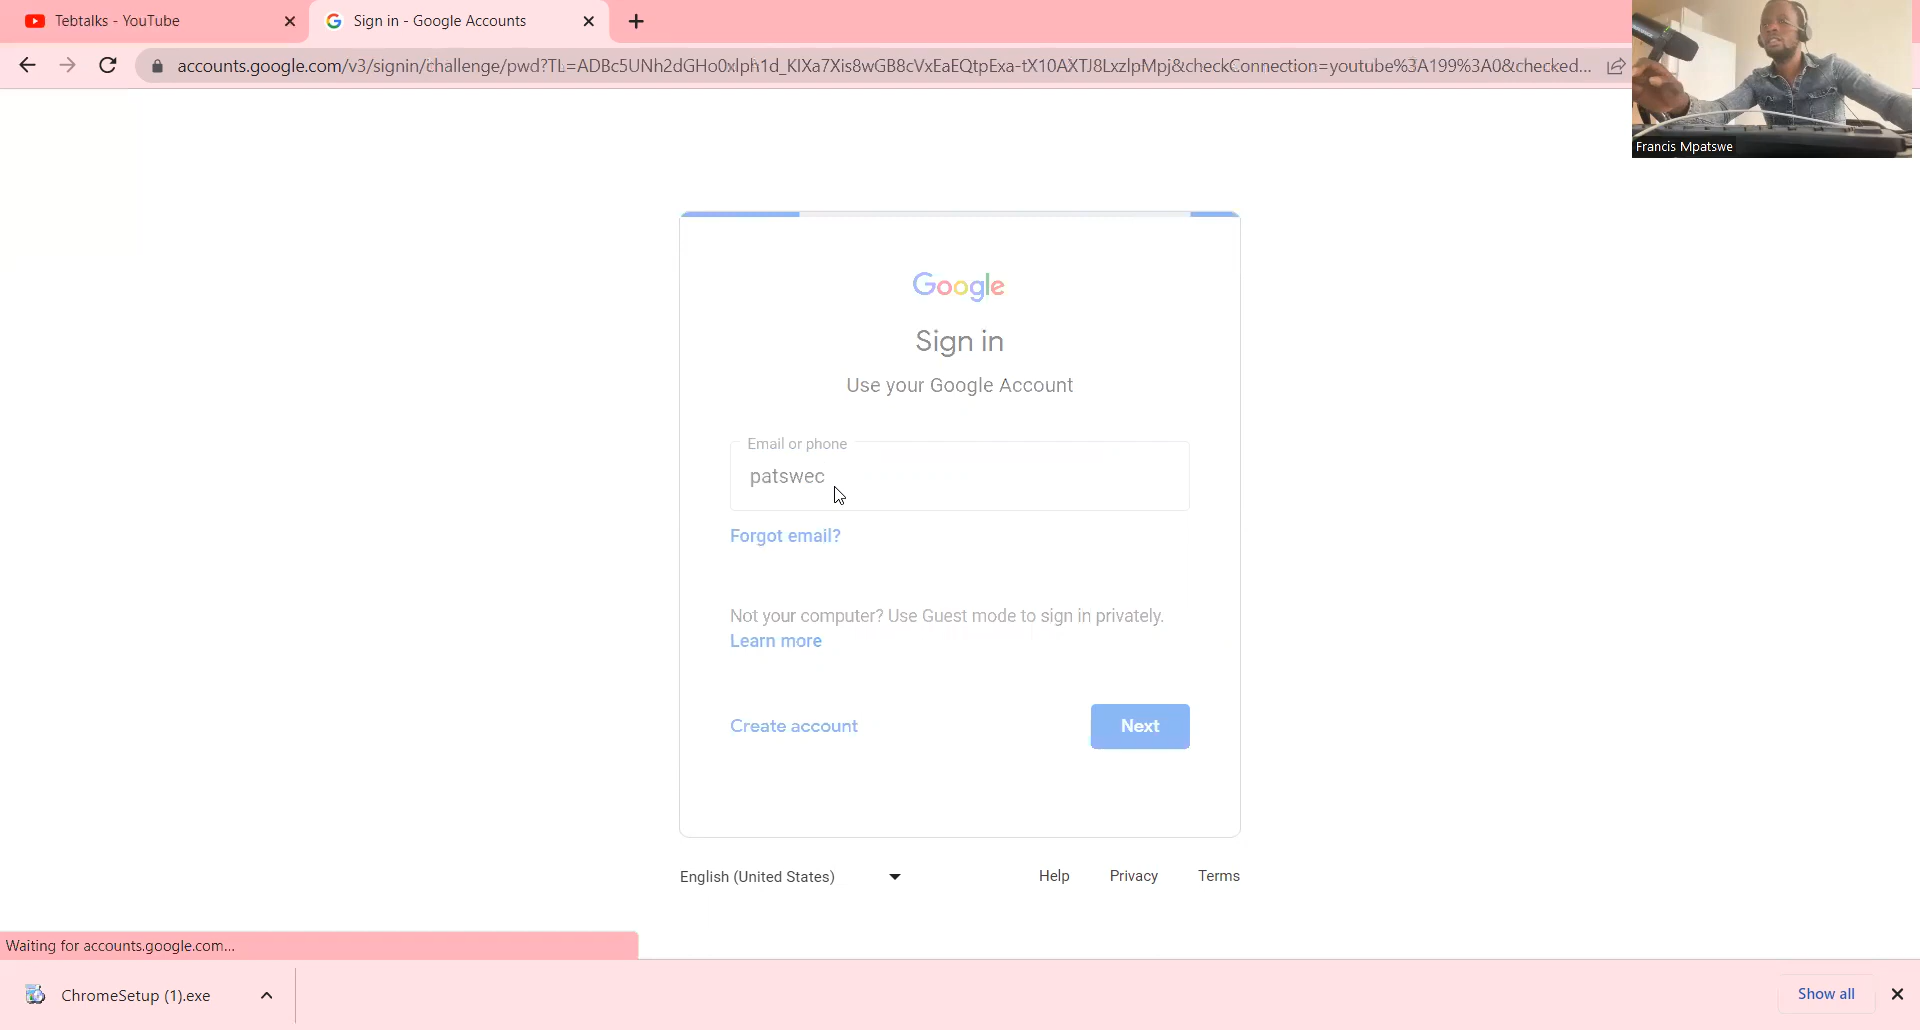 Tebtalks - YouTube
Sign in - Google Accounts
accounts.google.com/v3/signin/challenge/pwd?TL=ADBc5UNh2dGHo0xlph1d_KIXa7Xis8wGB8cVxEaEQtpExa-tX10AXTJ8LxzlpMpj&checkConnection=youtube%3A199%3A0&checked...
Francis Mpatswe
Google
Sign in
Use your Google Account
Email or phone
patswec
Forgot email?
Not your computer? Use Guest mode to sign in privately.
Learn more
Create account
Next
English (United States)
Help
Privacy
Terms
Waiting for accounts.google.com...
ChromeSetup (1).exe
Show all